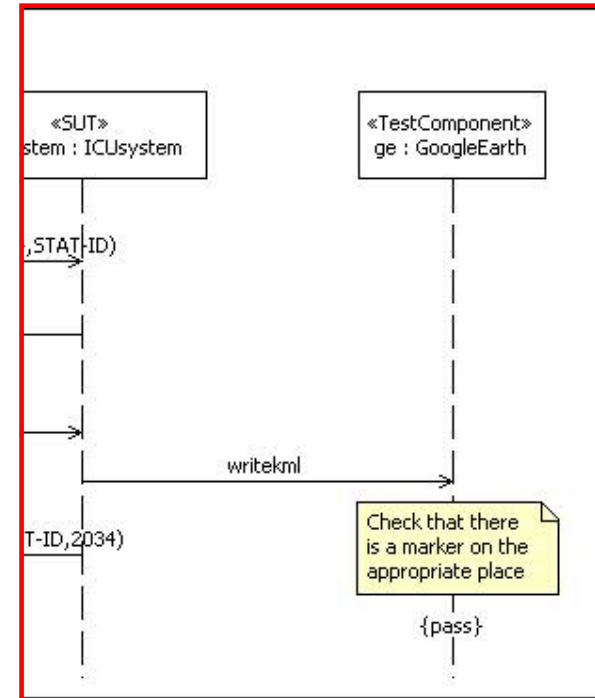 «SUT»
stem : ICUsystem
«TestComponent»
ge : GoogleEarth
,STAT-ID)
writekml
T-ID,2034)
Check that there
is a marker on the
appropriate place
{pass}